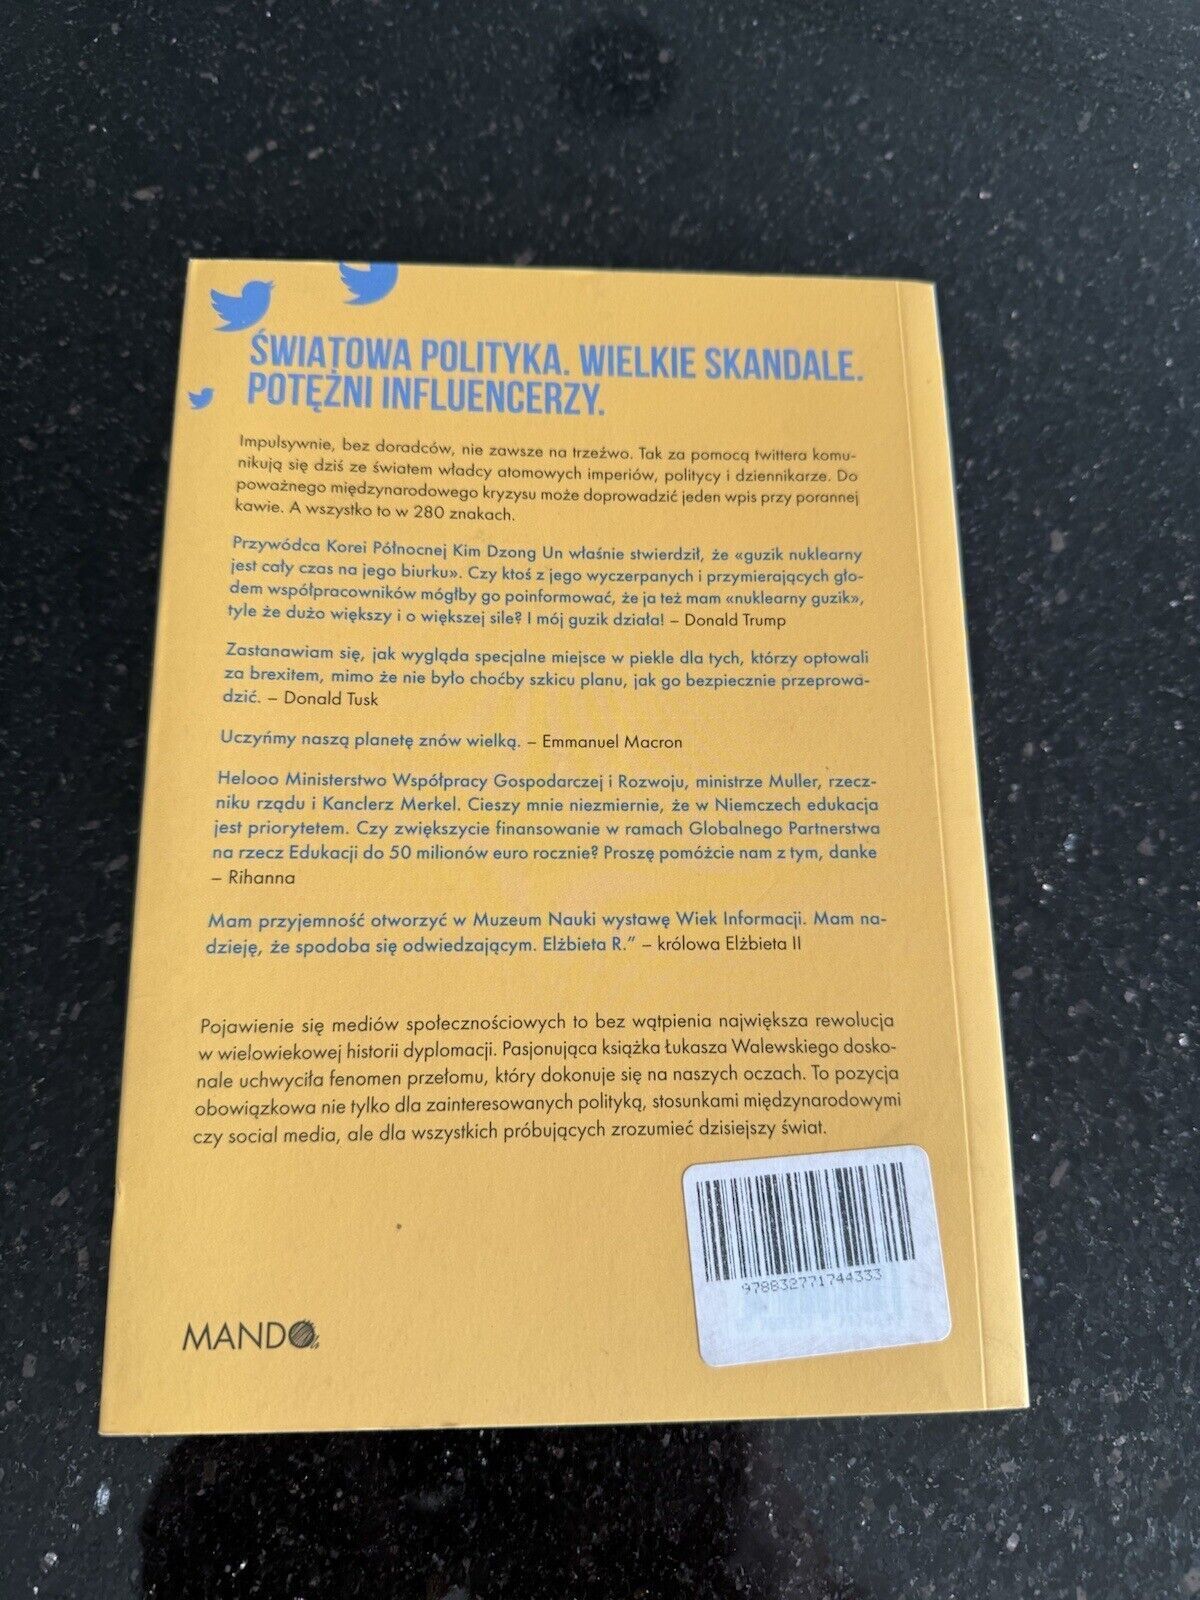 ŚWIATOWA POLITYKA. WIELKIE SKANDALE.
POTĘŻNI INFLUENCERZY.
Impulsywnie, bez doradców, nie zawsze na trzeźwo. Tak za pomocą twittera komu-
nikują się dziś ze światem władcy atomowych imperiów, politycy i dziennikarze. Do
poważnego międzynarodowego kryzysu może doprowadzić jeden wpis przy porannej
kawie. A wszystko to w 280 znakach.
Przywódca Korei Północnej Kim Dzong Un właśnie stwierdził, że «guzik nuklearny
jest cały czas na jego biurku». Czy ktoś z jego wyczerpanych i przymierających gło-
dem współpracowników mógłby go poinformować, że ja też mam «nuklearny guzik»,
tyle że dużo większy i o większej sile? I mój guzik działa! – Donald Trump
Zastanawiam się, jak wygląda specjalne miejsce w piekle dla tych, którzy optowali
za brexitem, mimo że nie było choćby szkicu planu, jak go bezpiecznie przeprowa-
dzić. – Donald Tusk
Uczyńmy naszą planetę znów wielką. – Emmanuel Macron
Helooo Ministerstwo Współpracy Gospodarczej i Rozwoju, ministrze Muller, rzecz-
niku rządu i Kanclerz Merkel. Cieszy mnie niezmiernie, że w Niemczech edukacja
jest priorytetem. Czy zwiększycie finansowanie w ramach Globalnego Partnerstwa
na rzecz Edukacji do 50 milionów euro rocznie? Proszę pomóżcie nam z tym, danke
– Rihanna
Mam przyjemność otworzyć w Muzeum Nauki wystawę Wiek Informacji. Mam na-
dzieję, że spodoba się odwiedzającym. Elżbieta R.” – królowa Elżbieta II
Pojawienie się mediów społecznościowych to bez wątpienia największa rewolucja
w wielowiekowej historii dyplomacji. Pasjonująca książka Łukasza Walewskiego dosko-
nale uchwyciła fenomen przełomu, który dokonuje się na naszych oczach. To pozycja
obowiązkowa nie tylko dla zainteresowanych polityką, stosunkami międzynarodowymi
czy social media, ale dla wszystkich próbujących zrozumieć dzisiejszy świat.
9788327717443​33
MANDO